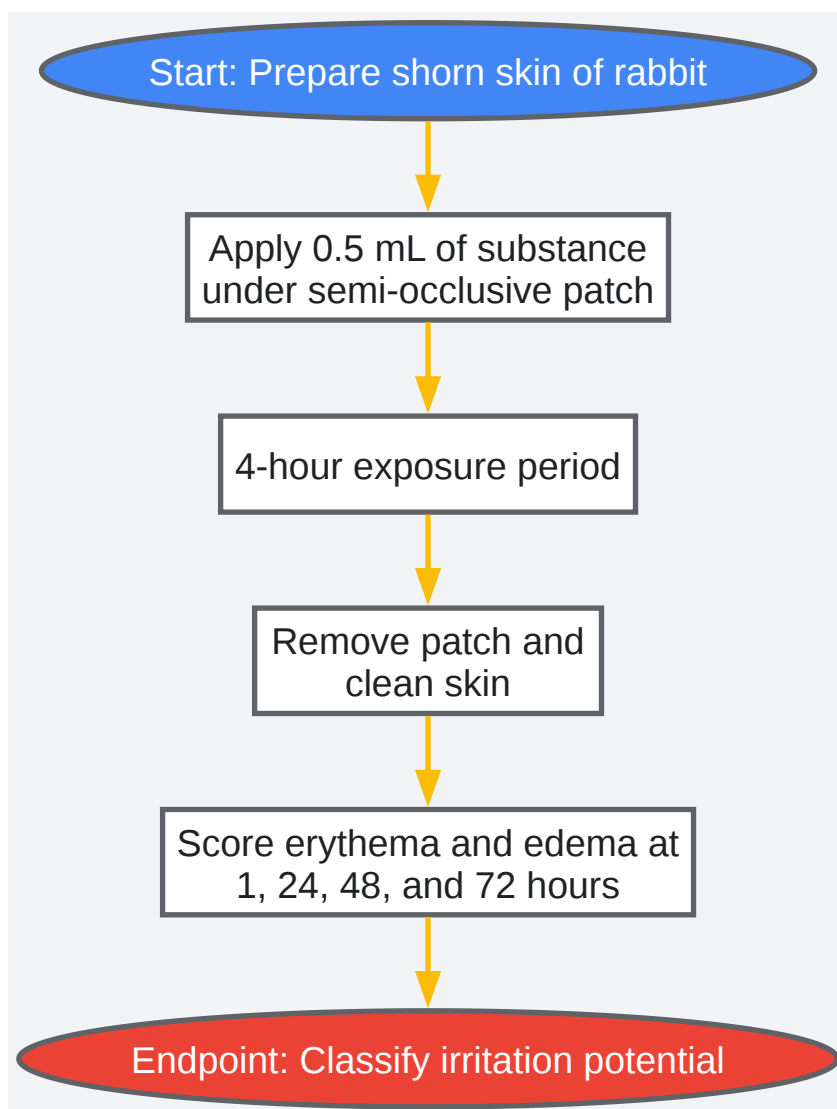 Start: Prepare shorn skin of rabbit
Apply 0.5 mL of substance
under semi-occlusive patch
4-hour exposure period
Remove patch and
clean skin
Score erythema and edema at
1, 24, 48, and 72 hours
Endpoint: Classify irritation potential